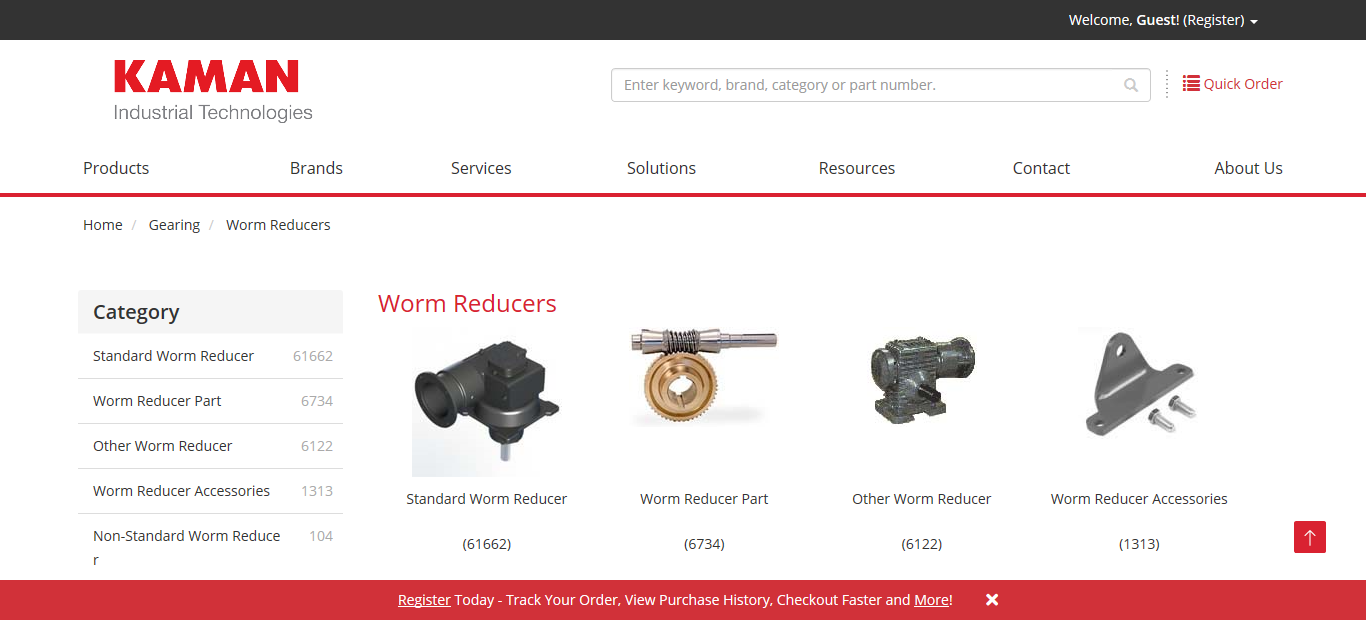 Welcome, Guest! (Register)
KAMAN
Industrial Technologies
Enter keyword, brand, category or part number.
Quick Order
Products Brands Services Solutions Resources Contact About Us
Home / Gearing / Worm Reducers
Category
Standard Worm Reducer 61662
Worm Reducer Part 6734
Other Worm Reducer 6122
Worm Reducer Accessories 1313
Non-Standard Worm Reduce 104
r
Worm Reducers
Standard Worm Reducer Worm Reducer Part Other Worm Reducer Worm Reducer Accessories
(61662) (6734) (6122) (1313)
Register Today - Track Your Order, View Purchase History, Checkout Faster and More!